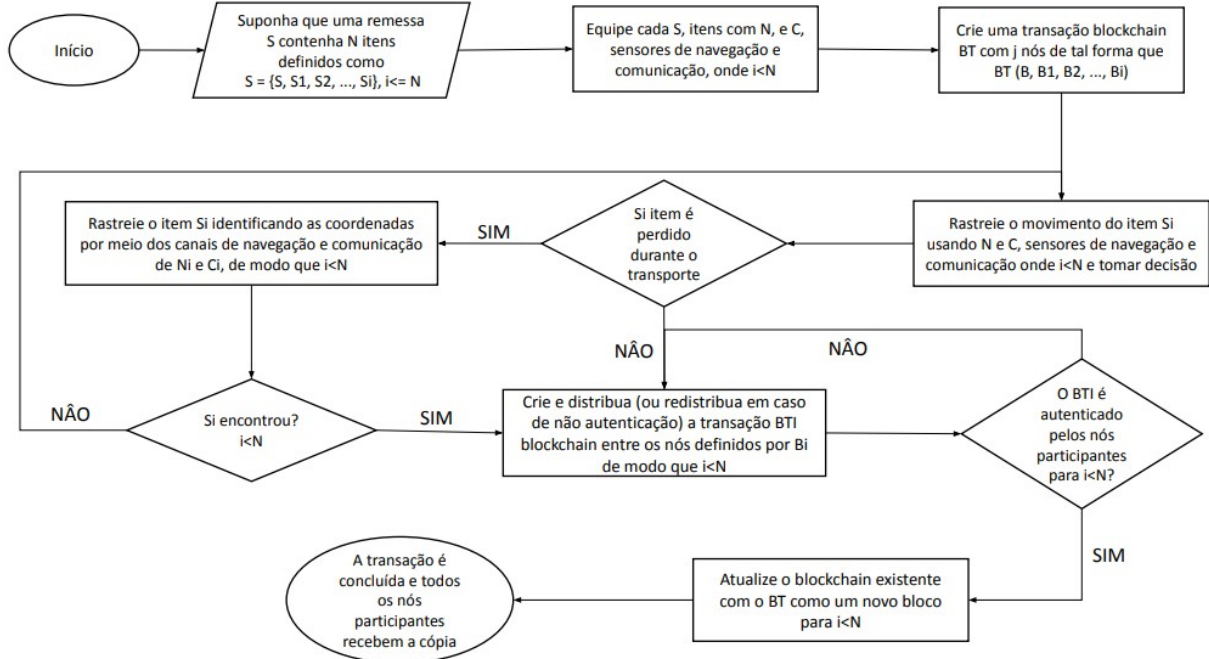 Início
Suponha que uma remessa
S contenha N itens
definidos como
S = {S, S1, S2, ..., Si}, i<= N
Equipe cada S, itens com N, e C,
sensores de navegação e
comunicação, onde i<N
Crie uma transação blockchain
BT com j nós de tal forma que
BT (B, B1, B2, ..., Bi)
Rastreie o item Si identificando as coordenadas
por meio dos canais de navegação e comunicação
de Ni e Ci, de modo que i<N
SIM
Si item é
perdido
durante o
transporte
Rastreie o movimento do item Si
usando N e C, sensores de navegação e
comunicação onde i<N e tomar decisão
NÂO
NÂO
NÂO
Si encontrou?
i<N
SIM
Crie e distribua (ou redistribua em caso
de não autenticação) a transação BTI
blockchain entre os nós definidos por Bi
de modo que i<N
O BTI é
autenticado
pelos nós
participantes
para i<N?
SIM
A transação é
concluída e todos
os nós
participantes
recebem a cópia
Atualize o blockchain existente
com o BT como um novo bloco
para i<N